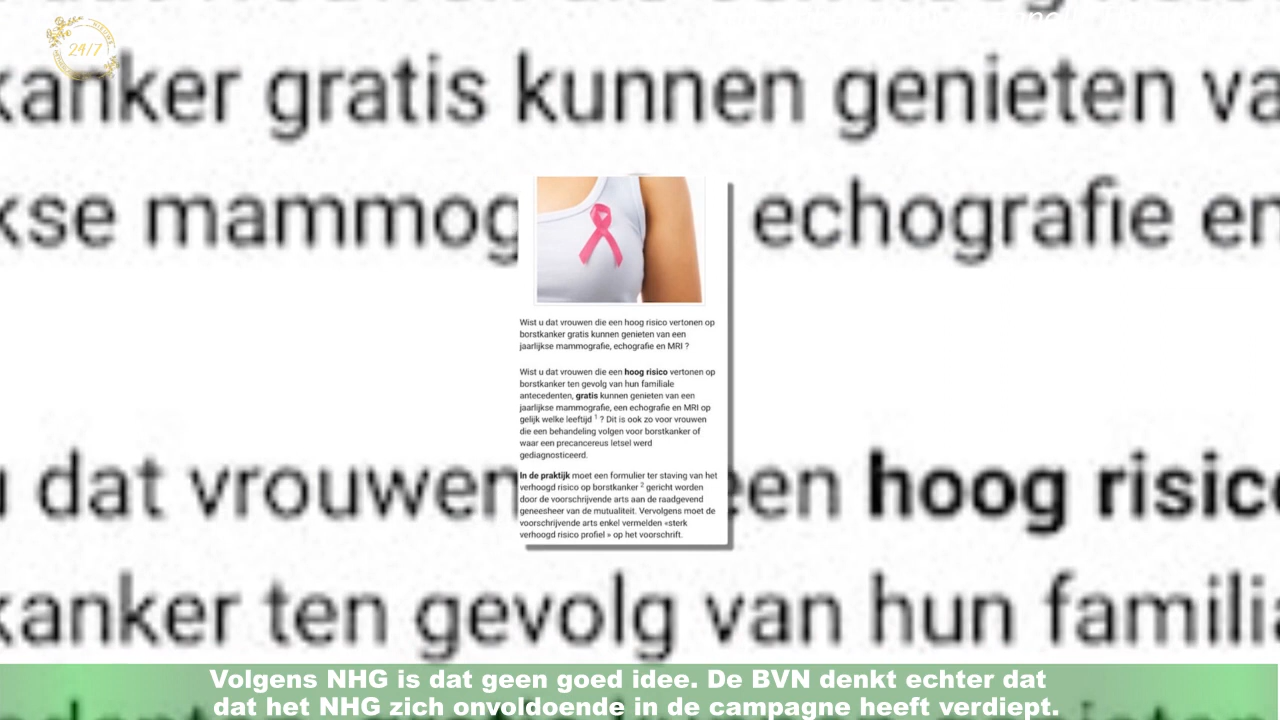 24/7
kanker gratis kunnen genieten va
kse mammog echografie en
Wist u dat vrouwen die een hoog risico vertonen op
borstkanker gratis kunnen genieten van een
jaarlijkse mammografie, echografie en MRI ?
Wist u dat vrouwen die een hoog risico vertonen op
borstkanker ten gevolg van hun familiale
antecedenten, gratis kunnen genieten van een
jaarlijkse mammografie, een echografie en MRI op
gelijk welke leeftijd 1 ? Dit is ook zo voor vrouwen
die een behandeling volgen voor borstkanker of
waar een precancereus letsel werd
gediagnosticeerd.
In de praktijk moet een formulier ter staving van het
verhoogd risico op borstkanker 2 gericht worden
door de voorschrijvende arts aan de raadgevend
geneesheer van de mutualiteit. Vervolgens moet de
voorschrijvende arts enkel vermelden «sterk
verhoogd risico profiel » op het voorschrift.
u dat vrouwen een hoog risico
kanker ten gevolg van hun familia
Volgens NHG is dat geen goed idee. De BVN denkt echter dat
dat het NHG zich onvoldoende in de campagne heeft verdiept.